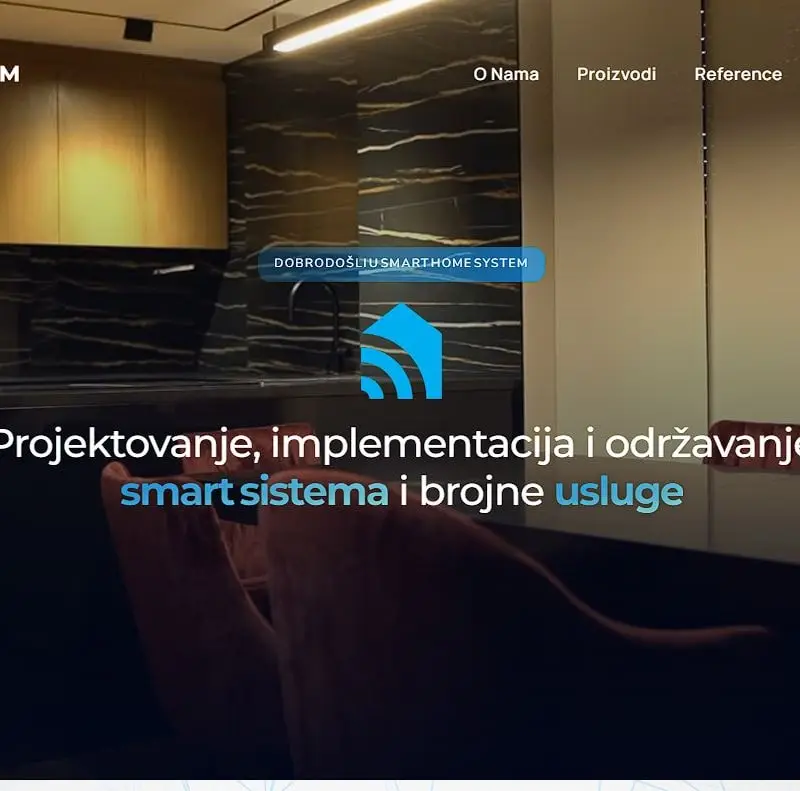 M
O Nama
Proizvodi
Reference
DOBRODOŠLI U SMART HOME SYSTEM
Projektovanje, implementacija i održavanje
smart sistema i brojne usluge